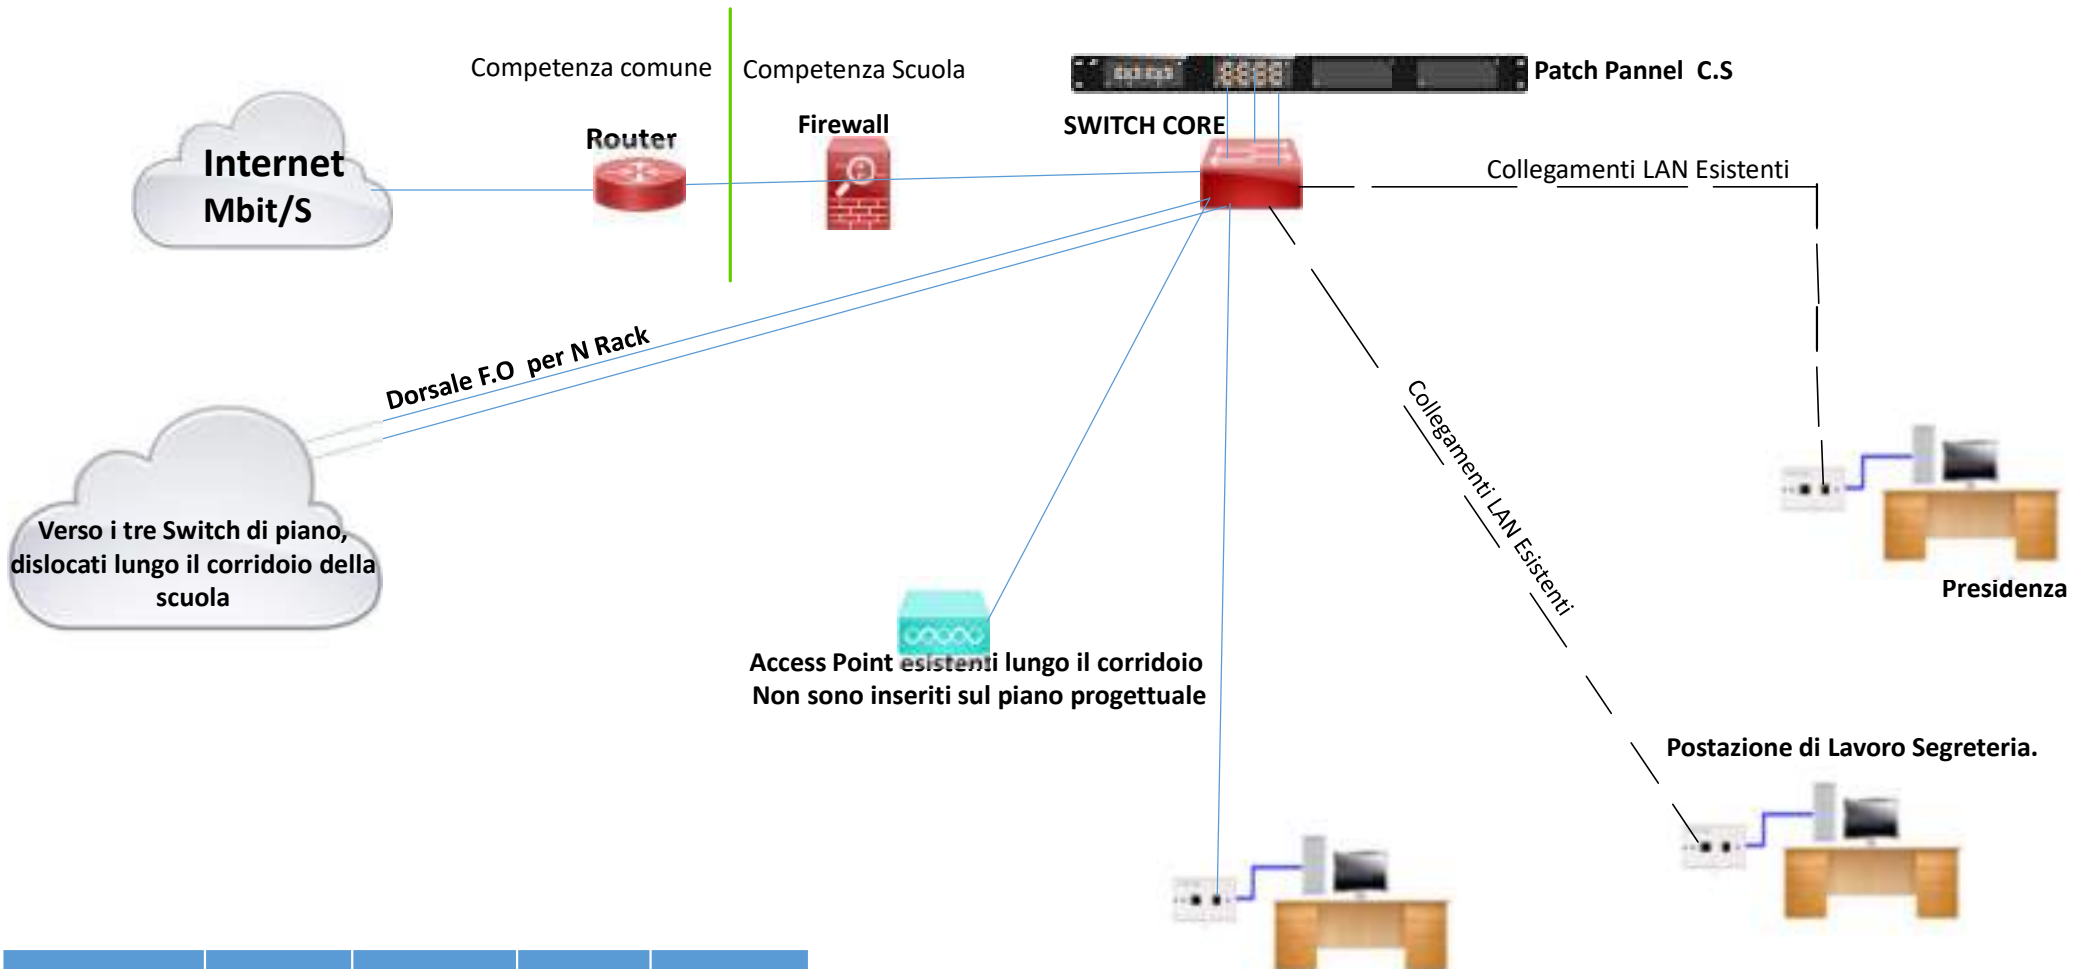 Competenza comune
Competenza Scuola
Patch Pannel  C.S
Router
Firewall
SWITCH CORE
Internet
Mbit/S
Collegamenti LAN Esistenti
Dorsale F.O  per N Rack
Collegamenti LAN Esistenti
Verso i tre Switch di piano,
dislocati lungo il corridoio della
scuola
Presidenza
Access Point esistenti lungo il corridoio
Non sono inseriti sul piano progettuale
Postazione di Lavoro Segreteria.